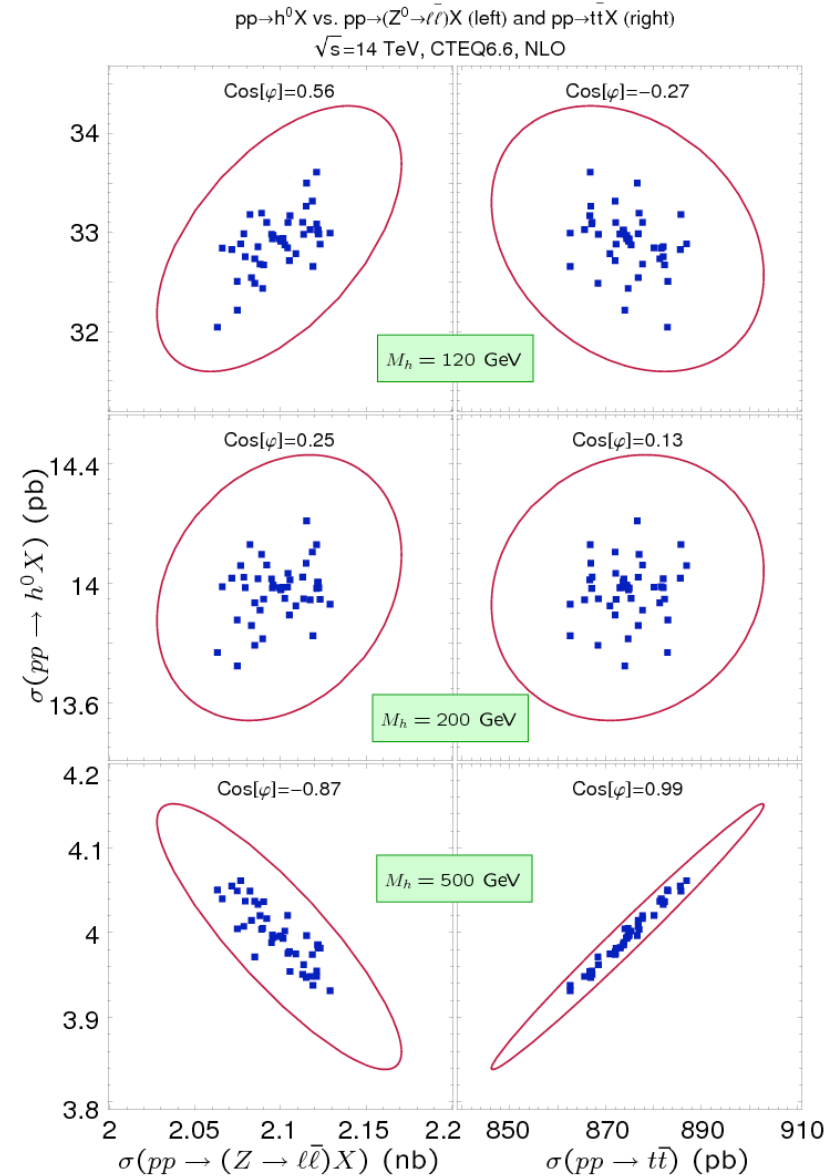 pp→h⁰X vs. pp→(Z⁰→ℓℓ̄)X (left) and pp→tt̄X (right)
√s=14 TeV, CTEQ6.6, NLO
Cos[φ]=0.56
Cos[φ]=−0.27
34
33
32
M_h = 120 GeV
Cos[φ]=0.25
Cos[φ]=0.13
14.4
14
13.6
M_h = 200 GeV
σ(pp → h⁰X) (pb)
Cos[φ]=−0.87
Cos[φ]=0.99
4.2
4.1
4
3.9
3.8
M_h = 500 GeV
2 2.05 2.1 2.15 2.2 850 870 890 910
σ(pp → (Z → ℓℓ̄)X) (nb) σ(pp → tt̄) (pb)